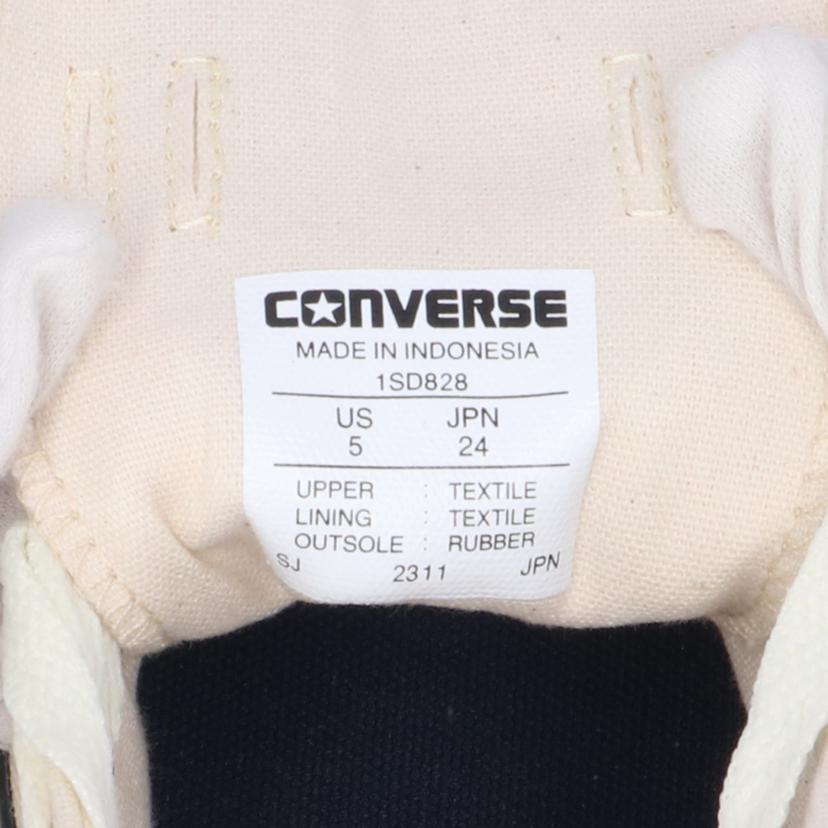 CONVERSE
MADE IN INDONESIA
1SD828
US JPN
5 24
UPPER : TEXTILE
LINING : TEXTILE
OUTSOLE : RUBBER
SJ 2311 JPN